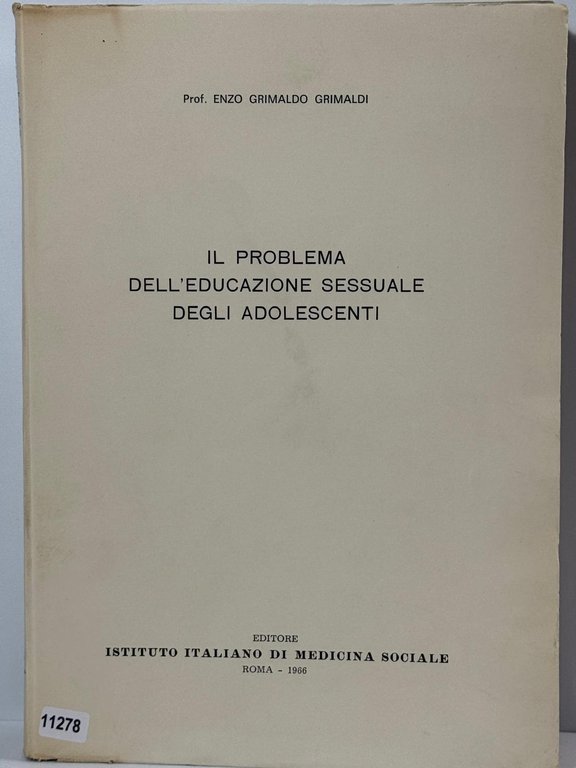 Prof. ENZO GRIMALDO GRIMALDI
IL PROBLEMA
DELL'EDUCAZIONE SESSUALE
DEGLI ADOLESCENTI
EDITORE
ISTITUTO ITALIANO DI MEDICINA SOCIALE
ROMA - 1966
11278